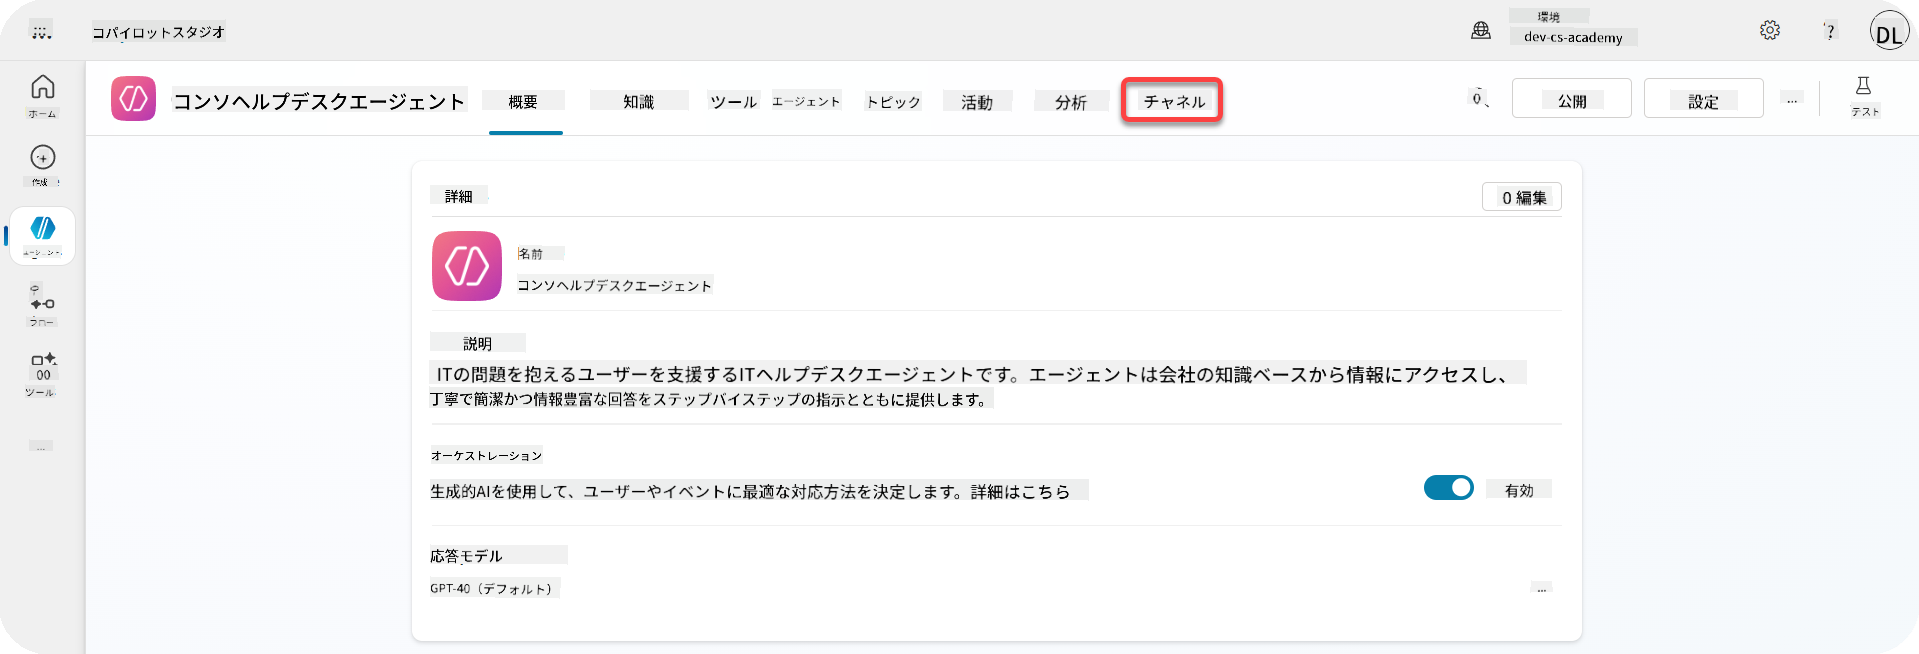 コパイロットスタジオ
環境
dev-cs-academy
?
DL
ホーム
作成
エージェント
フロー
ツール
コンソヘルプデスクエージェント
概要
知識
ツール
エージェント
トピック
活動
分析
チャネル
公開
設定
...
テスト
詳細
0 編集
名前
コンソヘルプデスクエージェント
説明
ITの問題を抱えるユーザーを支援するITヘルプデスクエージェントです。エージェントは会社の知識ベースから情報にアクセスし、
丁寧で簡潔かつ情報豊富な回答をステップバイステップの指示とともに提供します。
オーケストレーション
生成的AIを使用して、ユーザーやイベントに最適な対応方法を決定します。詳細はこちら
有効
応答モデル
GPT-40（デフォルト）
...